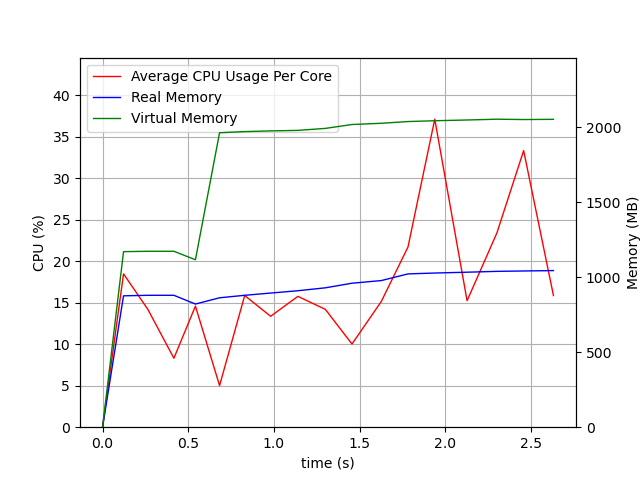 Average CPU Usage Per Core
Real Memory
Virtual Memory
CPU (%)
40
35
30
25
20
15
10
5
0
2000
1500
1000
500
0
Memory (MB)
0.0 0.5 1.0 1.5 2.0 2.5
time (s)